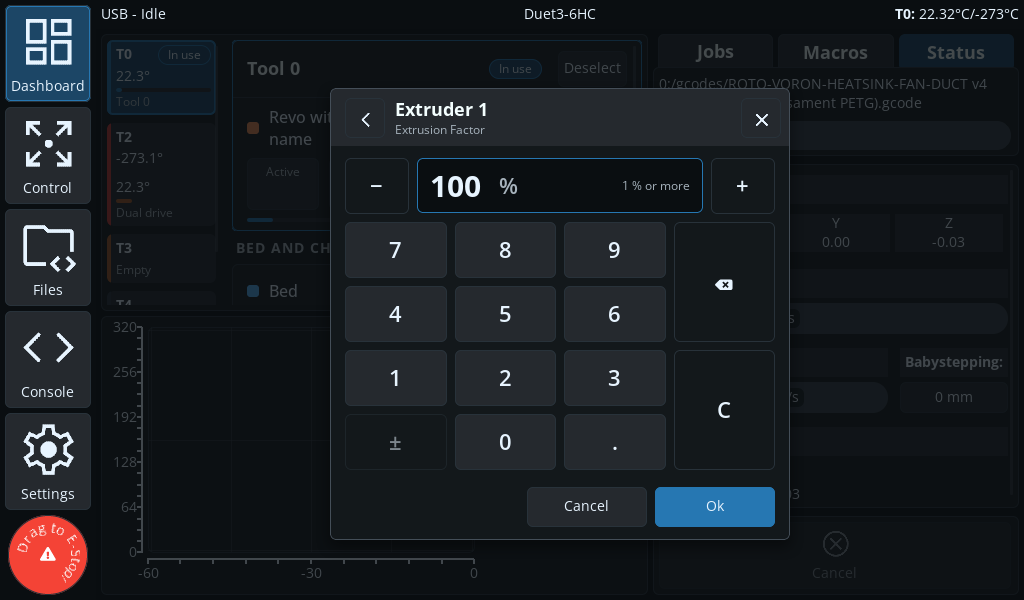 USB - Idle
Duet3-6HC
T0: 22.32°C/-273°C
Dashboard
Control
Files
Console
Settings
Drag to E-Stop!
T0
In use
22.3°
Tool 0
T2
-273.1°
22.3°
Dual drive
T3
Empty
T4
Tool 0
In use
Deselect
Revo wit
name
Active
BED AND CH
Bed
Jobs
Macros
Status
0:/gcodes/ROTO-VORON-HEATSINK-FAN-DUCT v4
sament PETG).gcode
Y
0.00
Z
-0.03
Babystepping:
0 mm
Cancel
320
256
192
128
64
0
-60
-30
0
Extruder 1
Extrusion Factor
−
100 %
1 % or more
+
7
8
9
4
5
6
1
2
3
C
±
0
.
Cancel
Ok